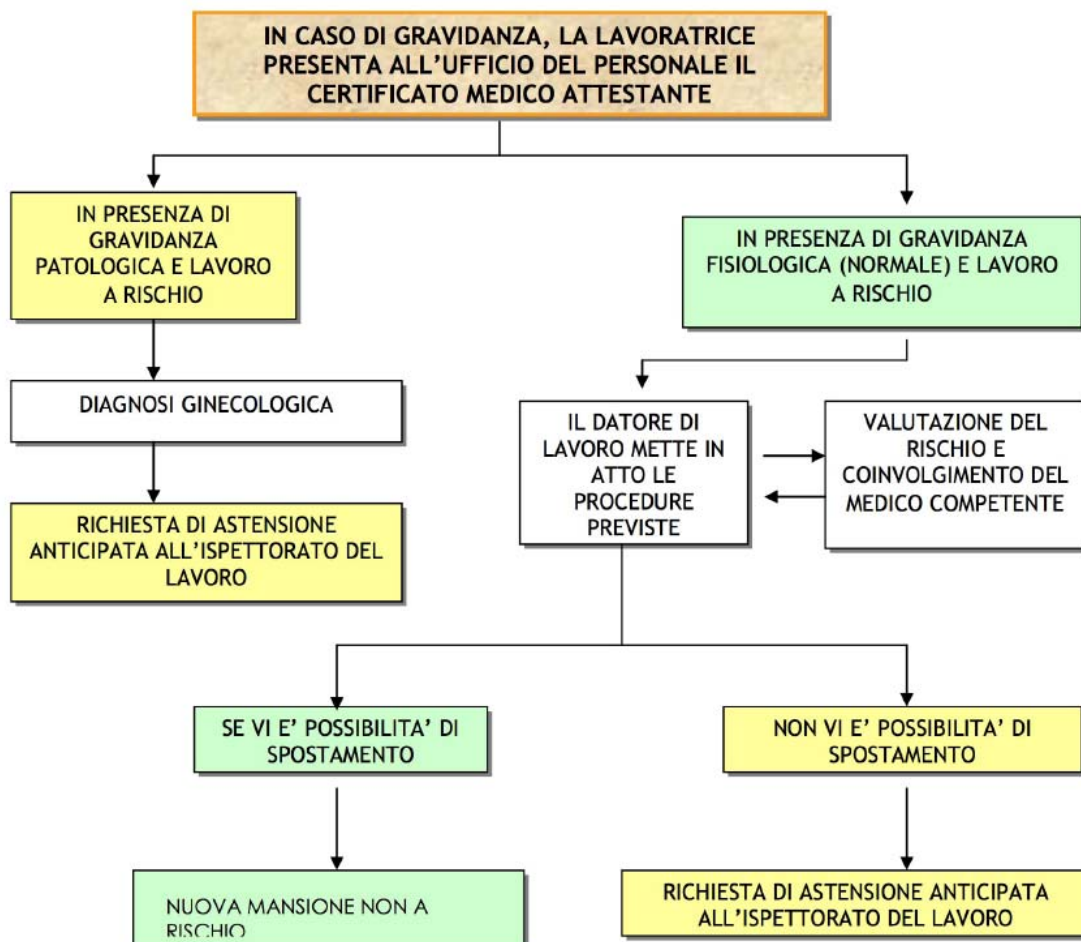 IN CASO DI GRAVIDANZA, LA LAVORATRICE
PRESENTA ALL'UFFICIO DEL PERSONALE IL
CERTIFICATO MEDICO ATTESTANTE
IN PRESENZA DI
GRAVIDANZA
PATOLOGICA E LAVORO
A RISCHIO
IN PRESENZA DI GRAVIDANZA
FISIOLOGICA (NORMALE) E LAVORO
A RISCHIO
DIAGNOSI GINECOLOGICA
IL DATORE DI
LAVORO METTE IN
ATTO LE
PROCEDURE
PREVISTE
VALUTAZIONE DEL
RISCHIO E
COINVOLGIMENTO DEL
MEDICO COMPETENTE
RICHIESTA DI ASTENSIONE
ANTICIPATA ALL'ISPETTORATO DEL
LAVORO
SE VI E' POSSIBILITA' DI
SPOSTAMENTO
NON VI E' POSSIBILITA' DI
SPOSTAMENTO
NUOVA MANSIONE NON A
RISCHIO
RICHIESTA DI ASTENSIONE ANTICIPATA
ALL'ISPETTORATO DEL LAVORO